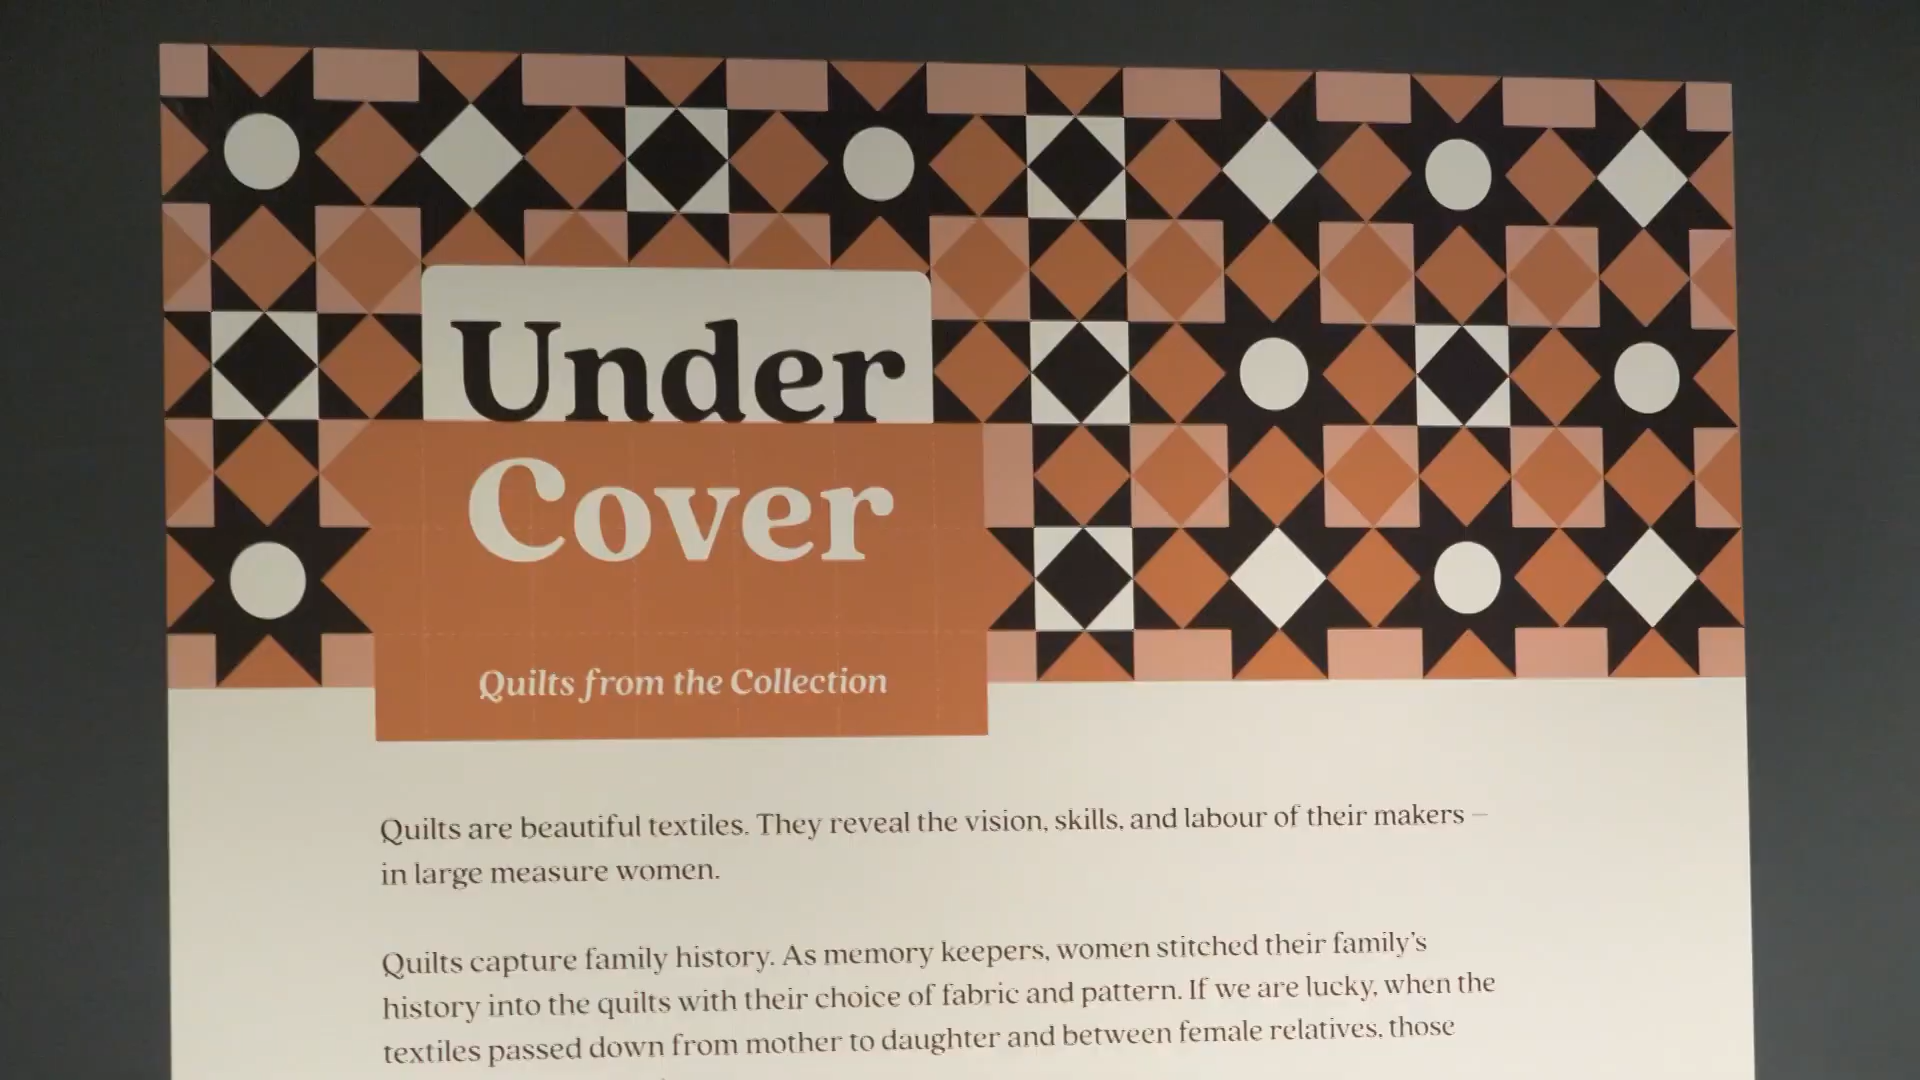 Under
Cover
Quilts from the Collection
Quilts are beautiful textiles. They reveal the vision, skills, and labour of their makers –
in large measure women.
Quilts capture family history. As memory keepers, women stitched their family's
history into the quilts with their choice of fabric and pattern. If we are lucky, when the
textiles passed down from mother to daughter and between female relatives, those